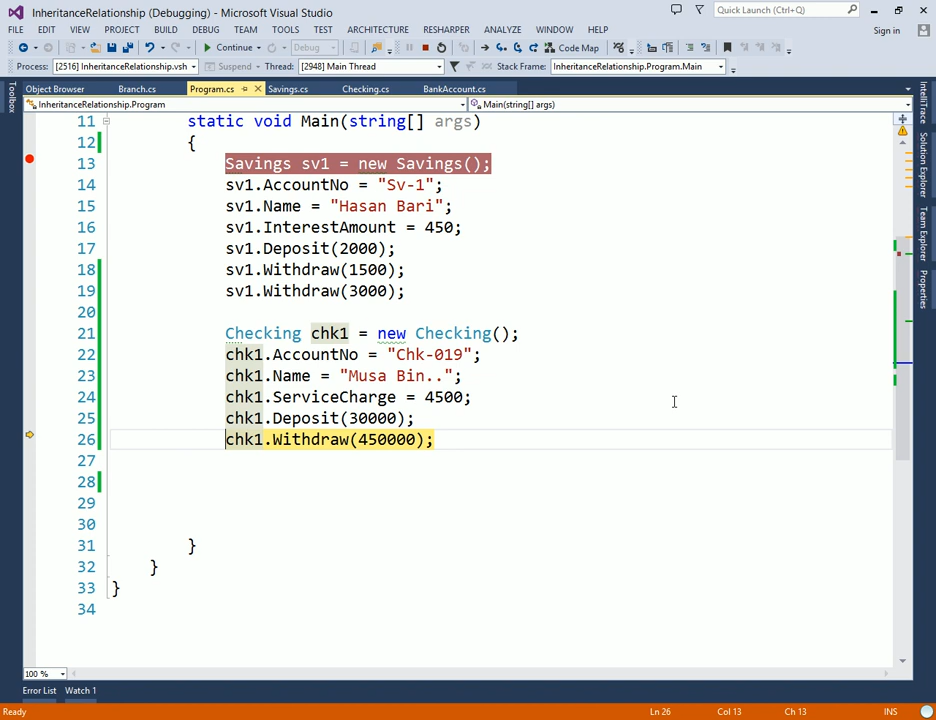 InheritanceRelationship (Debugging) - Microsoft Visual Studio
Quick Launch (Ctrl+Q)
FILE EDIT VIEW PROJECT BUILD DEBUG TEAM TOOLS TEST ARCHITECTURE RESHARPER ANALYZE WINDOW HELP
Sign in
Continue Debug Code Map
Process: [2516] InheritanceRelationship.vsh Suspend Thread: [2948] Main Thread Stack Frame: InheritanceRelationship.Program.Main
Toolbox
Object Browser Branch.cs Program.cs Savings.cs Checking.cs BankAccount.cs
InheritanceRelationship.Program Main(string[] args)
11 static void Main(string[] args)
12 {
13 Savings sv1 = new Savings();
14 sv1.AccountNo = "Sv-1";
15 sv1.Name = "Hasan Bari";
16 sv1.InterestAmount = 450;
17 sv1.Deposit(2000);
18 sv1.Withdraw(1500);
19 sv1.Withdraw(3000);
20
21 Checking chk1 = new Checking();
22 chk1.AccountNo = "Chk-019";
23 chk1.Name = "Musa Bin..";
24 chk1.ServiceCharge = 4500;
25 chk1.Deposit(30000);
26 chk1.Withdraw(450000);
27
28
29
30
31 }
32 }
33 }
34
IntelliTrace
Solution Explorer
Team Explorer
Properties
100 %
Error List Watch 1
Ready Ln 26 Col 13 Ch 13 INS